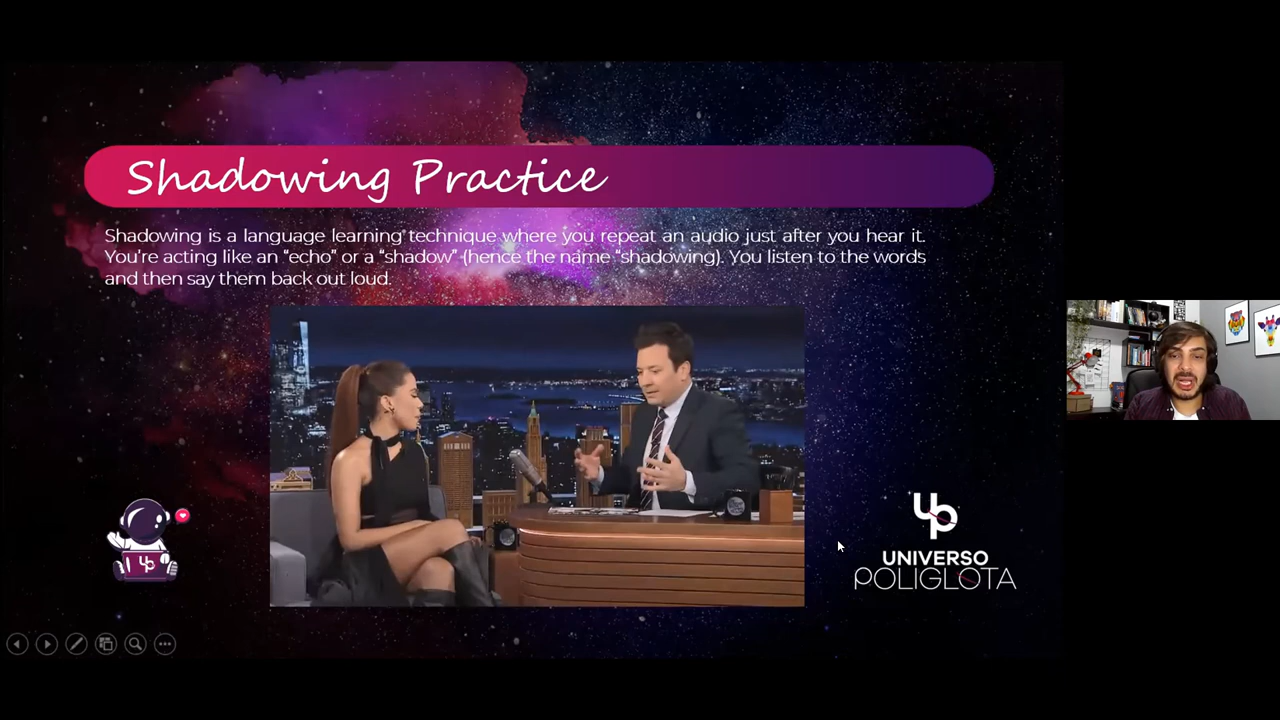 Shadowing Practice
Shadowing is a language learning technique where you repeat an audio just after you hear it.
You're acting like an “echo” or a “shadow” (hence the name “shadowing). You listen to the words
and then say them back out loud.
up
UNIVERSO
POLIGLOTA
up